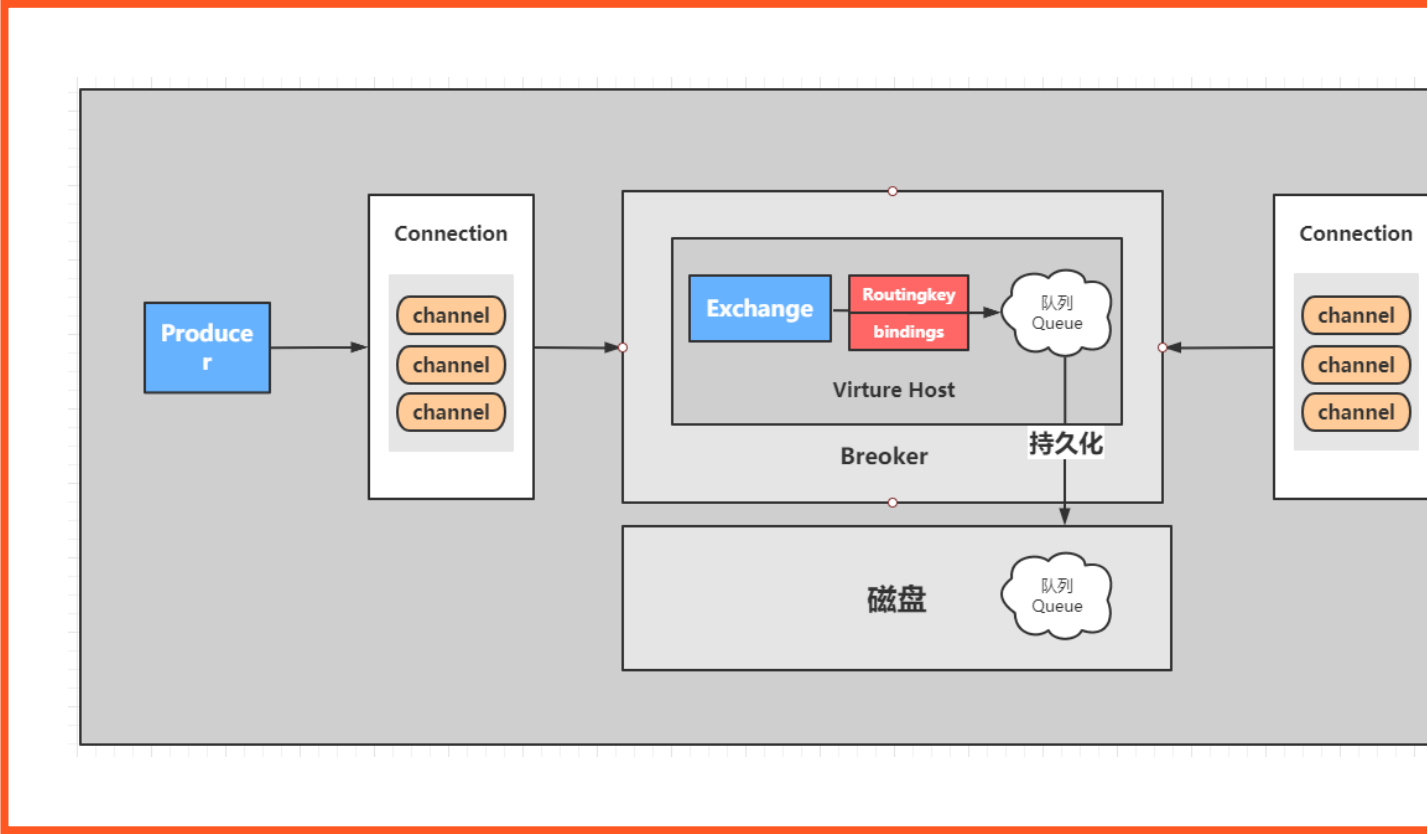 Produce
r
Connection
channel
channel
channel
Exchange
Routingkey
bindings
队列
Queue
Virture Host
Breoker
持久化
磁盘
队列
Queue
Connection
channel
channel
channel